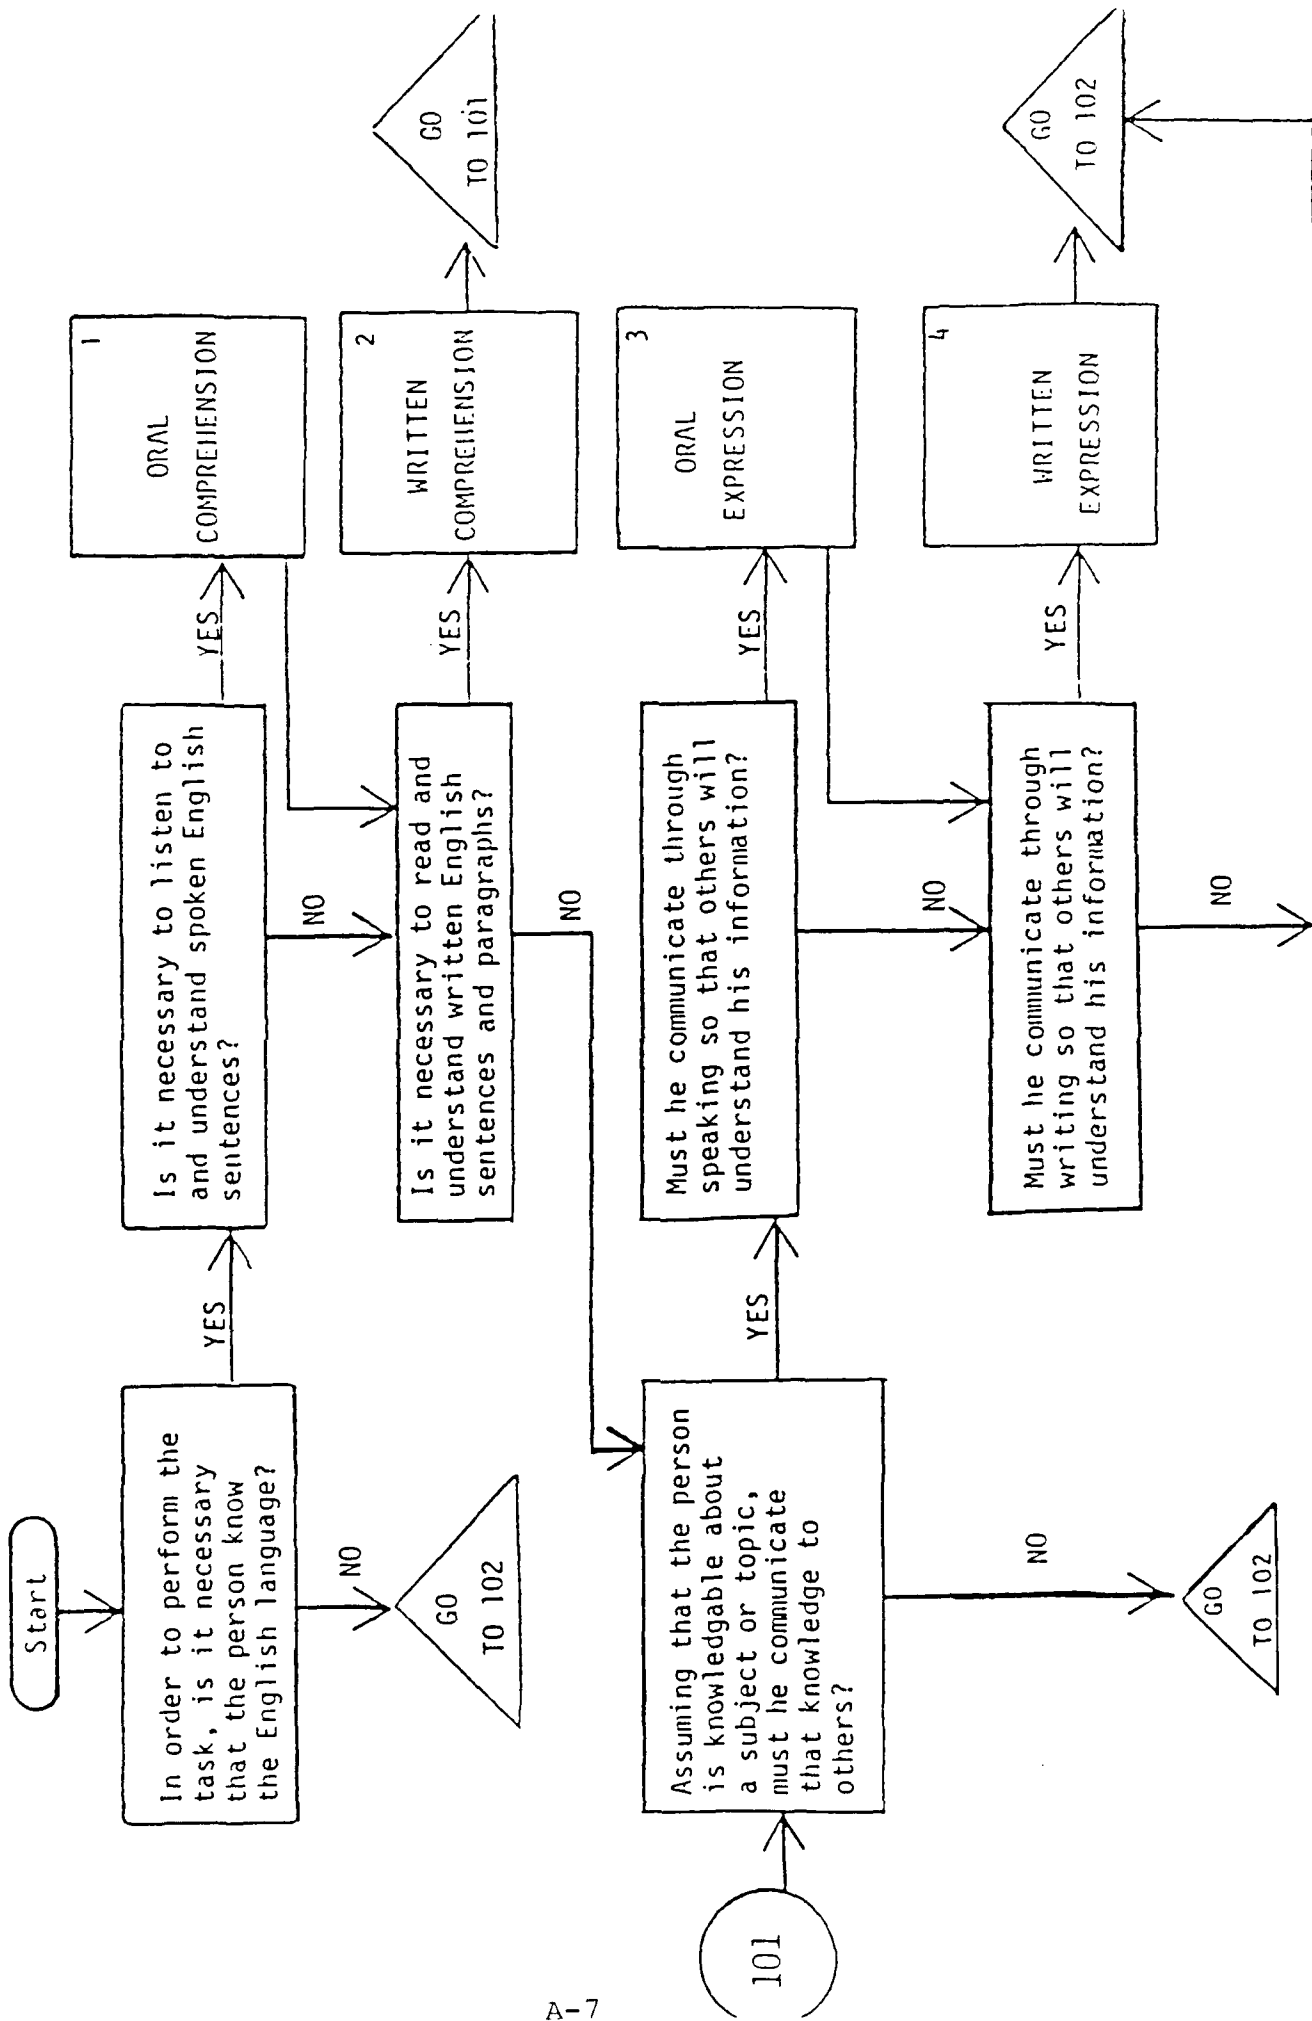 Start
In order to perform the
task, is it necessary
that the person know
the English language?
YES
NO
GO
TO 102
Is it necessary to listen to
and understand spoken English
sentences?
YES
NO
1
ORAL
COMPREHENSION
Is it necessary to read and
understand written English
sentences and paragraphs?
YES
NO
2
WRITTEN
COMPREHENSION
GO
TO 101
101
Assuming that the person
is knowledgable about
a subject or topic,
must he communicate
that knowledge to
others?
YES
NO
GO
TO 102
Must he communicate through
speaking so that others will
understand his information?
YES
NO
3
ORAL
EXPRESSION
Must he communicate through
writing so that others will
understand his information?
YES
NO
4
WRITTEN
EXPRESSION
GO
TO 102
A-7